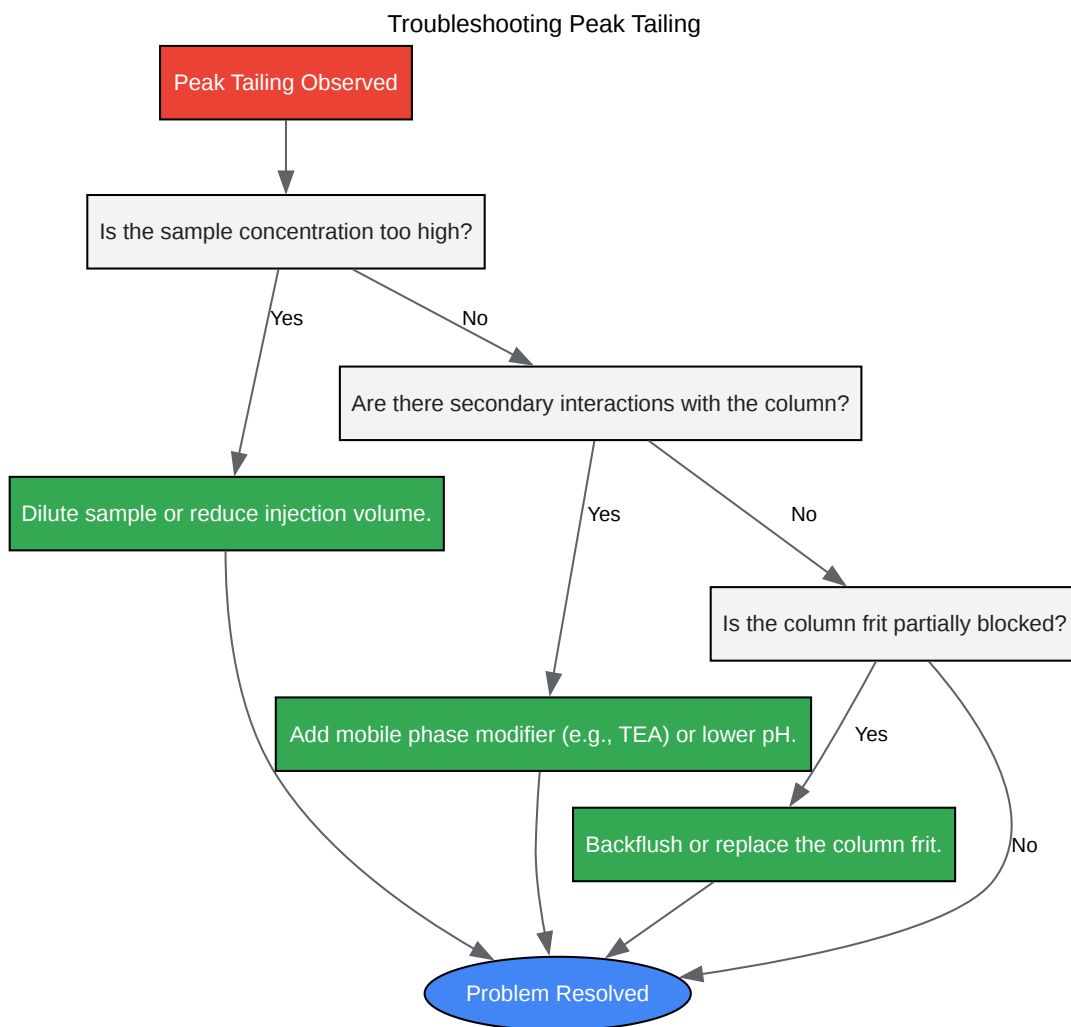 Troubleshooting Peak Tailing
Peak Tailing Observed
Is the sample concentration too high?
Yes
No
Are there secondary interactions with the column?
Dilute sample or reduce injection volume.
Yes
No
Is the column frit partially blocked?
Add mobile phase modifier (e.g., TEA) or lower pH.
Yes
Backflush or replace the column frit.
No
Problem Resolved